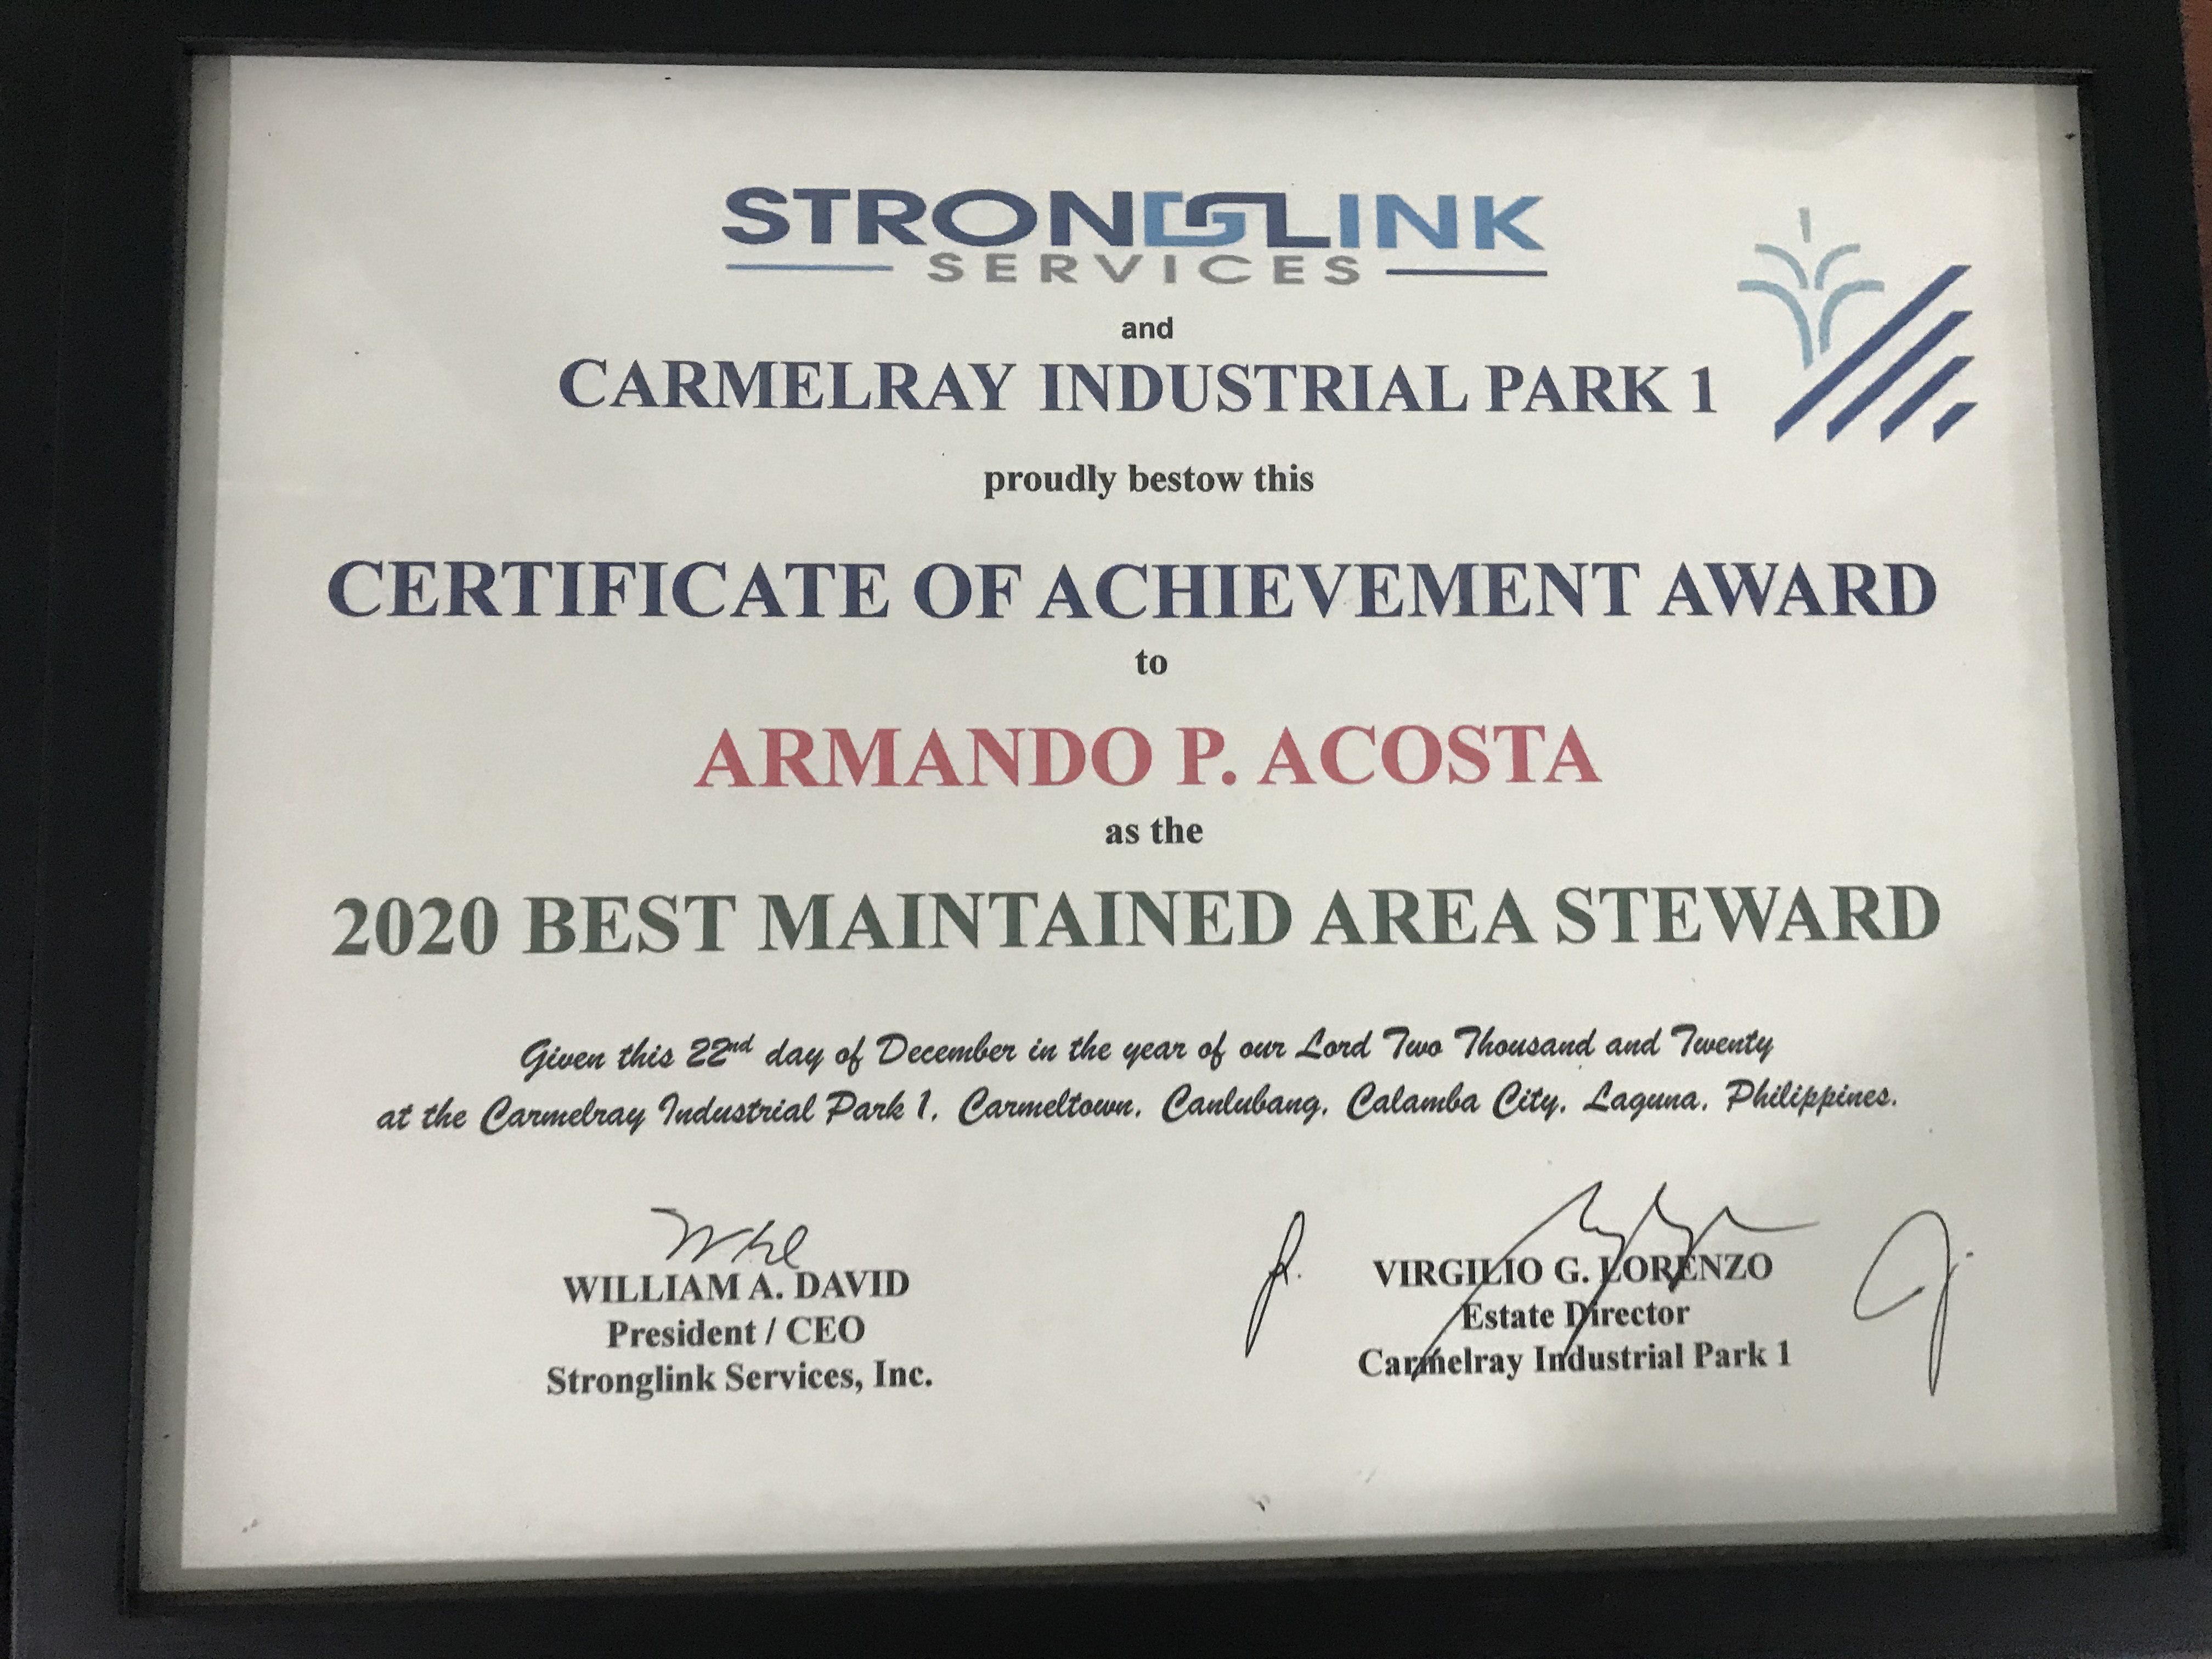 STRONGLINK
SERVICES
and
CARMELRAY INDUSTRIAL PARK 1
proudly bestow this
CERTIFICATE OF ACHIEVEMENT AWARD
to
ARMANDO P. ACOSTA
as the
2020 BEST MAINTAINED AREA STEWARD
Given this 22nd day of December in the year of our Lord Two Thousand and Twenty
at the Carmelray Industrial Park 1, Carmeltown, Canlubang, Calamba City, Laguna, Philippines.
WILLIAM A. DAVID
President / CEO
Stronglink Services, Inc.
VIRGILIO G. LORENZO
Estate Director
Carmelray Industrial Park 1